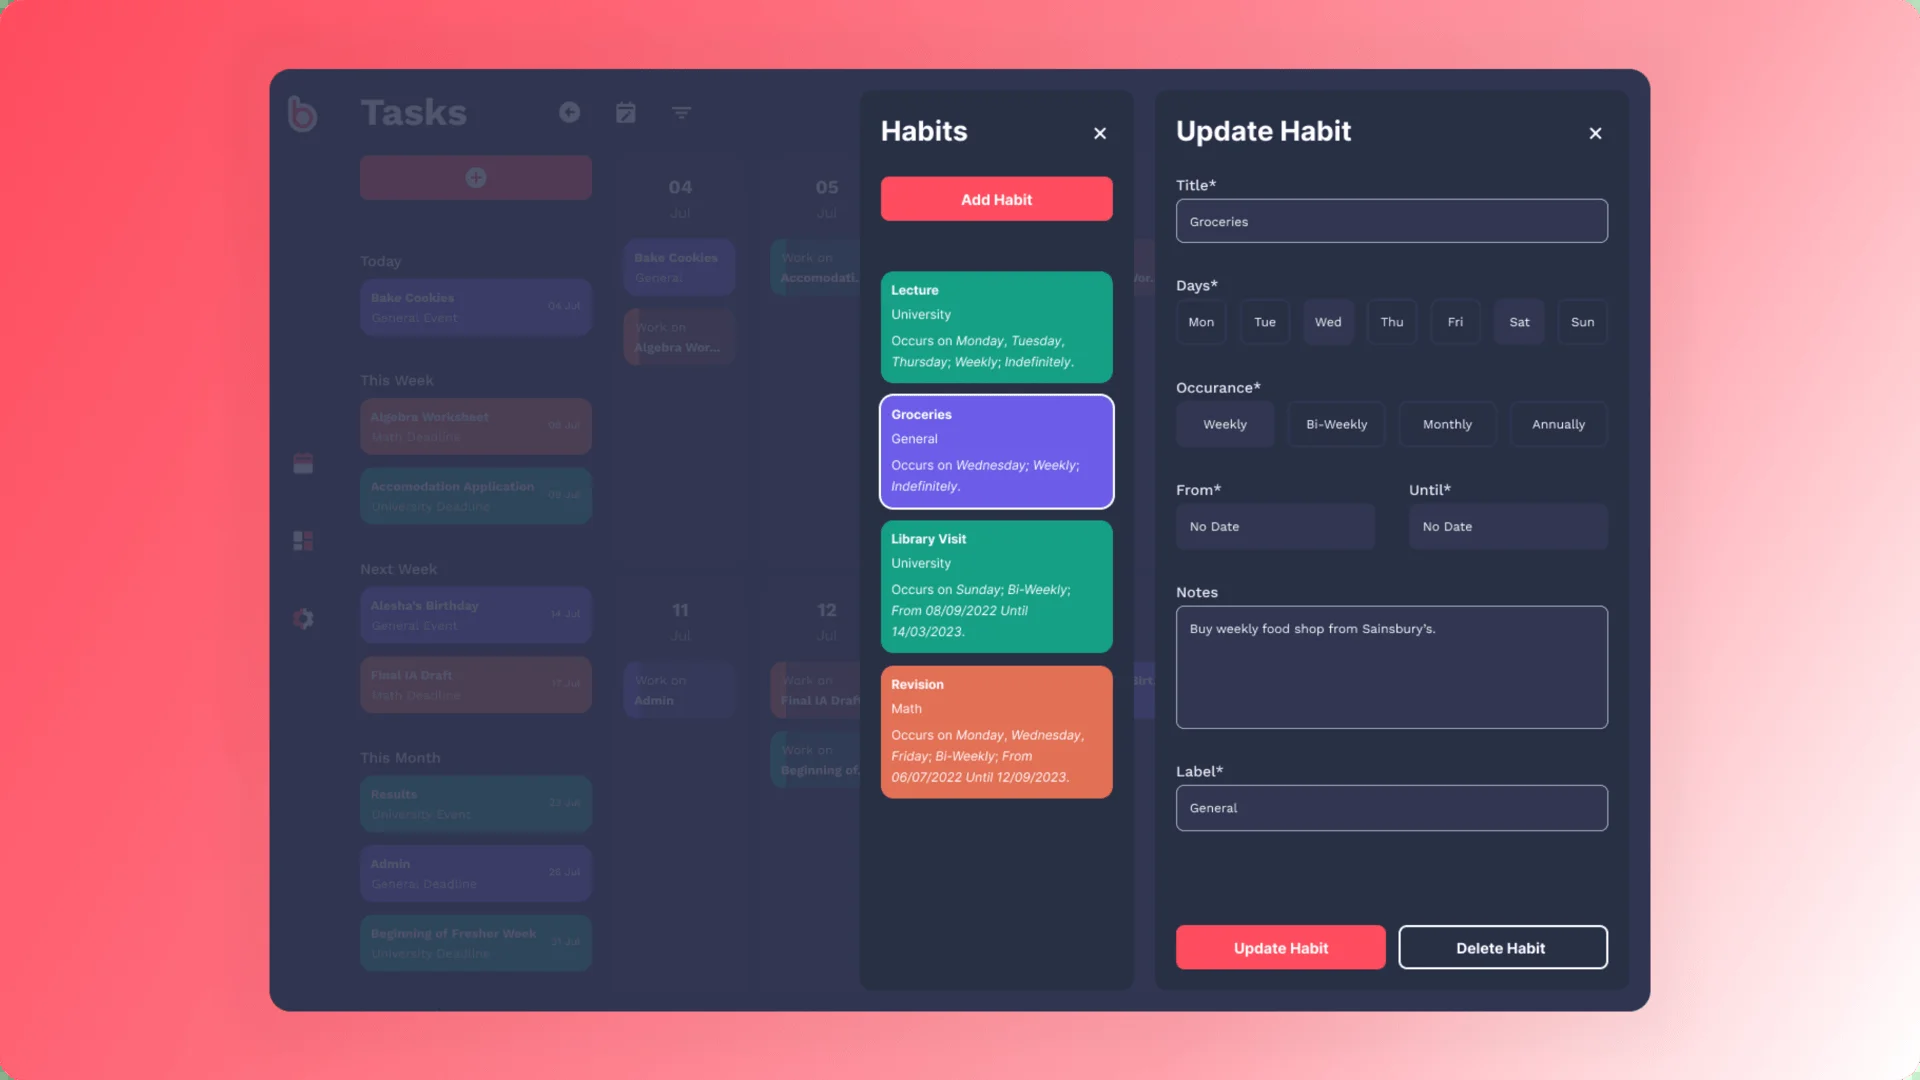 Tasks
Today
Bake Cookies
General Event
04 Jul
This Week
Algebra Worksheet
Math Deadline
Accomodation Application
University Deadline
09 Jul
Next Week
Alesha's Birthday
General Event
14 Jul
Final IA Draft
Math Deadline
This Month
Results
University Event
23 Jul
Admin
General Deadline
26 Jul
Beginning of Fresher Week
University Deadline
31 Jul
04
Jul
Bake Cookies
General
Work on
Algebra Wor...
05
Jul
Work on
Accomodati..
11
Jul
Work on
Admin
12
Jul
Work on
Final IA Draft
Work on
Beginning of.
Habits
Add Habit
Lecture
University
Occurs on Monday, Tuesday,
Thursday; Weekly; Indefinitely.
Groceries
General
Occurs on Wednesday; Weekly;
Indefinitely.
Library Visit
University
Occurs on Sunday; Bi-Weekly;
From 08/09/2022 Until
14/03/2023.
Revision
Math
Occurs on Monday, Wednesday,
Friday; Bi-Weekly; From
06/07/2022 Until 12/09/2023.
Update Habit
Title*
Groceries
Days*
Mon Tue Wed Thu Fri Sat Sun
Occurance*
Weekly Bi-Weekly Monthly Annually
From* Until*
No Date No Date
Notes
Buy weekly food shop from Sainsbury's.
Label*
General
Update Habit Delete Habit